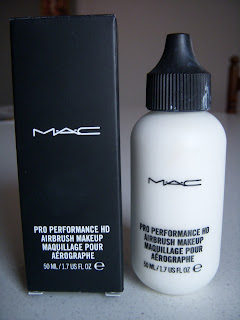 MAC
PRO PERFORMANCE HD
AIRBRUSH MAKEUP
MAQUILLAGE POUR
AÉROGRAPHE
50 ML / 1.7 US FL OZ e
MAC
PRO PERFORMANCE HD
AIRBRUSH MAKEUP
MAQUILLAGE POUR
AÉROGRAPHE
50 ML / 1.7 US FL OZ e